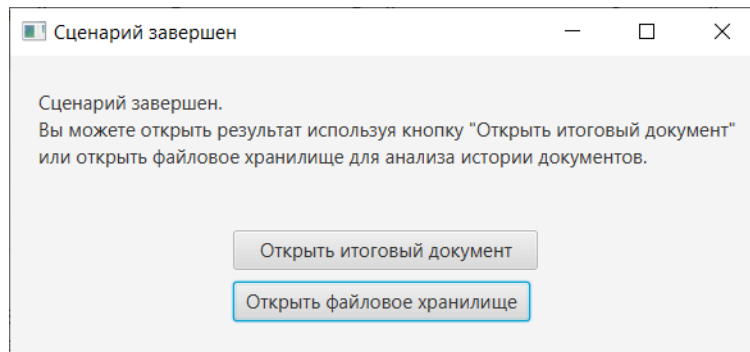 Сценарий завершен
Сценарий завершен.
Вы можете открыть результат используя кнопку "Открыть итоговый документ"
или открыть файловое хранилище для анализа истории документов.
Открыть итоговый документ
Открыть файловое хранилище